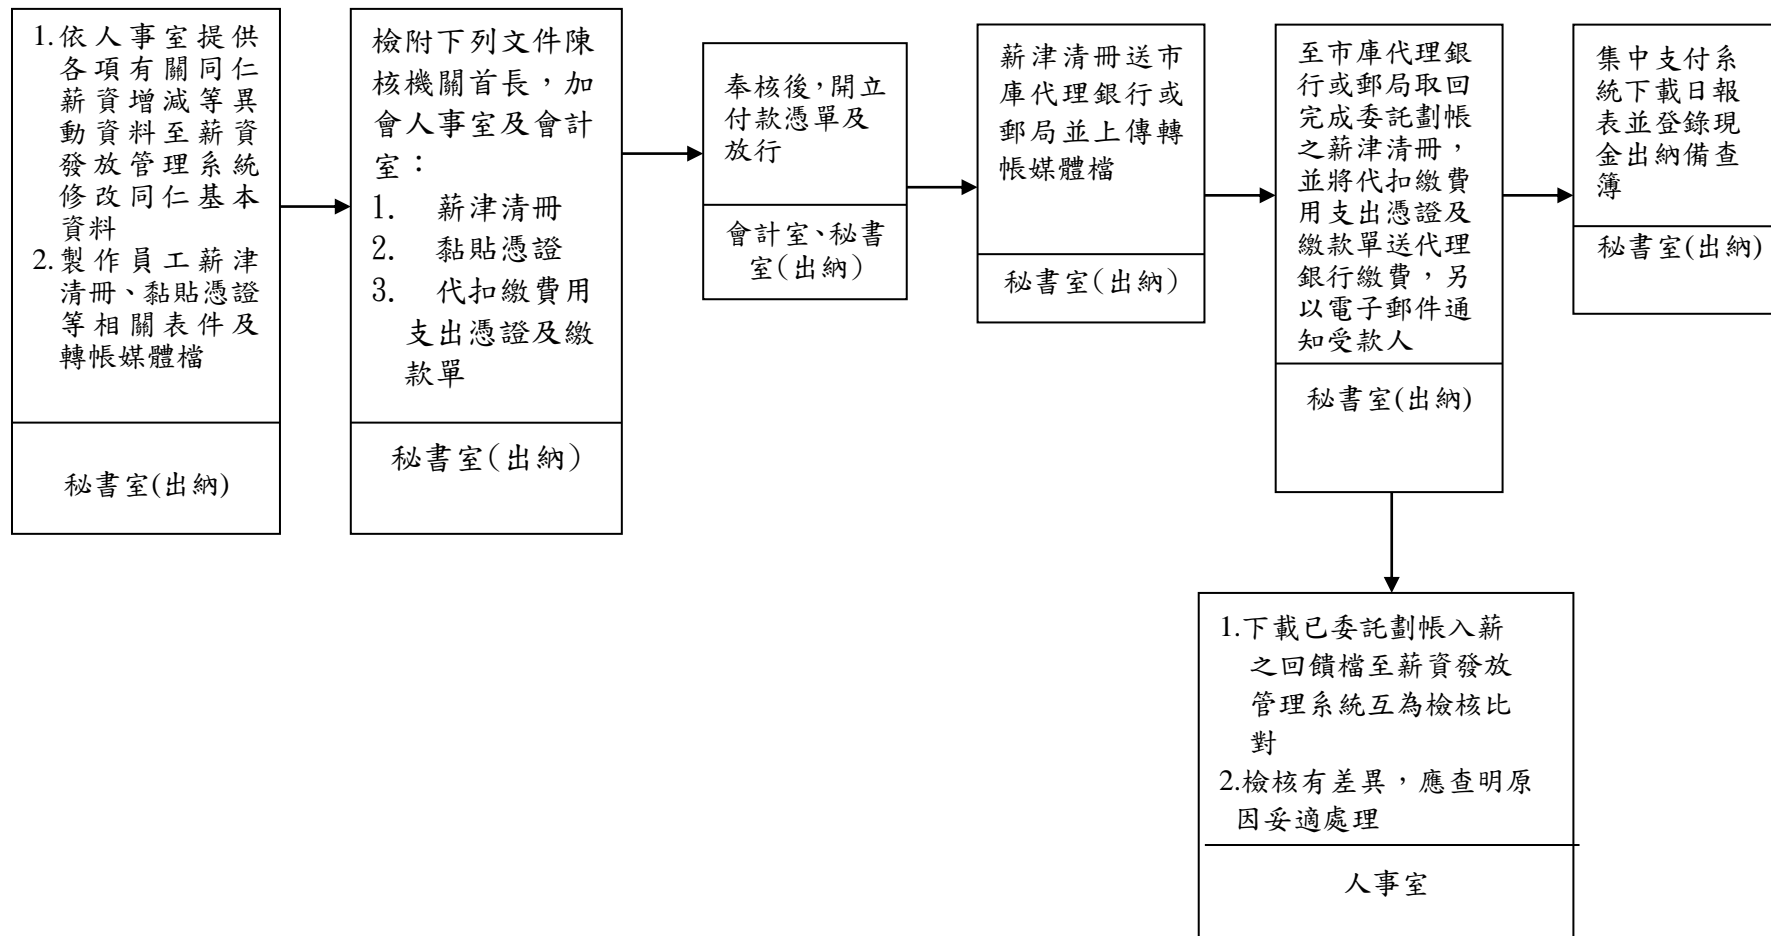 1.依人事室提供
各項有關同仁
薪資增減等異
動資料至薪資
發放管理系統
修改同仁基本
資料
2.製作員工薪津
清冊、黏貼憑證
等相關表件及
轉帳媒體檔
秘書室(出納)
檢附下列文件陳
核機關首長，加
會人事室及會計
室：
1. 薪津清冊
2. 黏貼憑證
3. 代扣繳費用
支出憑證及繳
款單
秘書室(出納)
奉核後，開立
付款憑單及
放行
會計室、秘書
室(出納)
薪津清冊送市
庫代理銀行或
郵局並上傳轉
帳媒體檔
秘書室(出納)
至市庫代理銀
行或郵局取回
完成委託劃帳
之薪津清冊，
並將代扣繳費
用支出憑證及
繳款單送代理
銀行繳費，另
以電子郵件通
知受款人
秘書室(出納)
集中支付系
統下載日報
表並登錄現
金出納備查
簿
秘書室(出納)
1.下載已委託劃帳入薪
之回饋檔至薪資發放
管理系統互為檢核比
對
2.檢核有差異，應查明原
因妥適處理
人事室